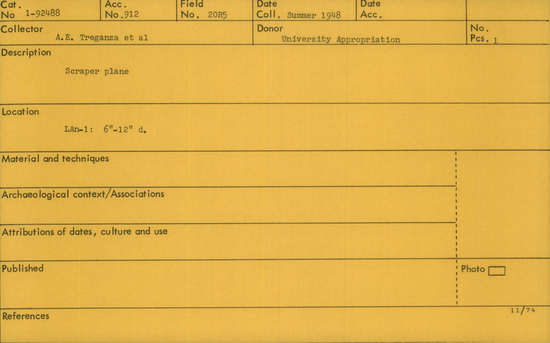 Cat. No 1-92488 Acc. No. 912 Field No. 20R5 Date Coll. Summer 1948 Date Acc.
Collector A.E. Treganza et al Donor University Appropriation No. Pcs. 1
Description
Scraper plane
Location
LAn-1: 6"-12" d.
Material and techniques
Archaeological context/Associations
Attributions of dates, culture and use
Published Photo
References 11/74